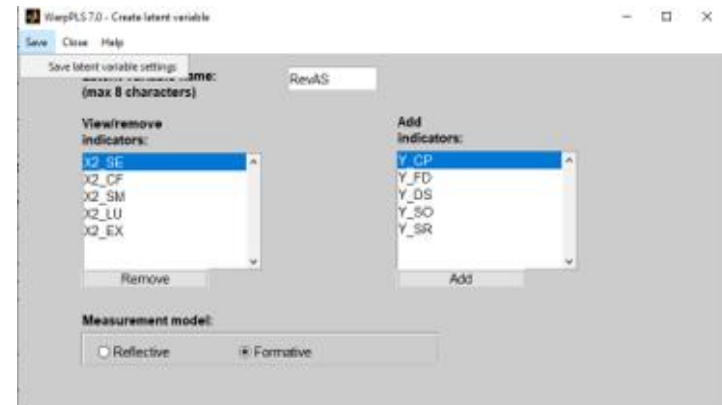 WarpPLS 7.0 - Create latent variable
Save Close Help
Save latent variable settings
(max 8 characters)
RevAS
View/remove
indicators:
X2_SE
X2_CF
X2_SM
X2_LU
X2_EX
Remove
Add
indicators:
Y_CP
Y_FD
Y_DS
Y_SO
Y_SR
Add
Measurement model:
Reflective
Formative